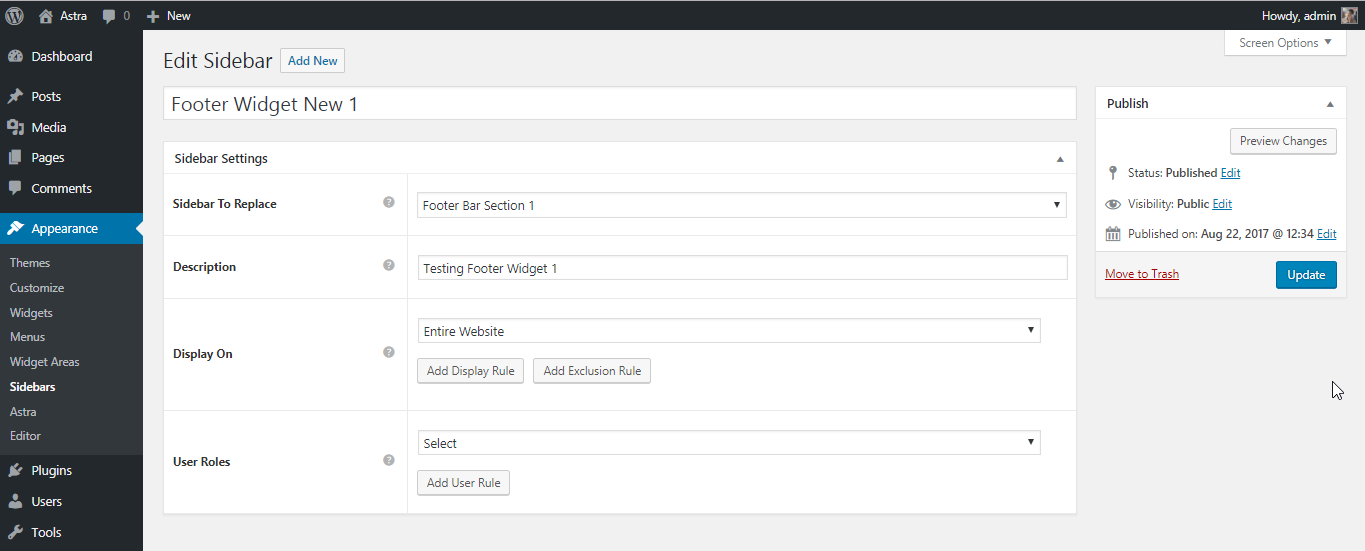 Astra 0 New Howdy, admin
Screen Options
Dashboard
Posts
Media
Pages
Comments
Appearance
Themes
Customize
Widgets
Menus
Widget Areas
Sidebars
Astra
Editor
Plugins
Users
Tools
Edit Sidebar Add New
Footer Widget New 1
Sidebar Settings
Sidebar To Replace ? Footer Bar Section 1
Description ? Testing Footer Widget 1
Display On ? Entire Website
Add Display Rule Add Exclusion Rule
User Roles ? Select
Add User Rule
Publish
Preview Changes
Status: Published Edit
Visibility: Public Edit
Published on: Aug 22, 2017 @ 12:34 Edit
Move to Trash Update